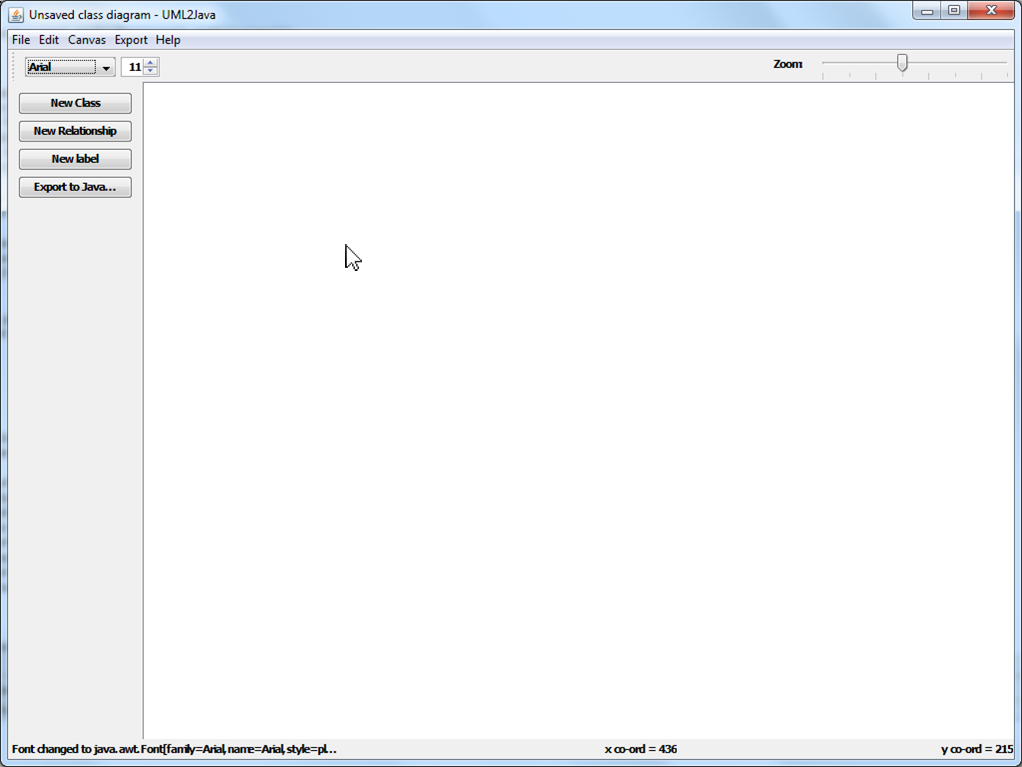 Unsaved class diagram - UML2Java
File Edit Canvas Export Help
Arial 11 Zoom
New Class
New Relationship
New label
Export to Java...
Font changed to java.awt.Font[family=Arial,name=Arial,style=pl... x co-ord = 436 y co-ord = 215